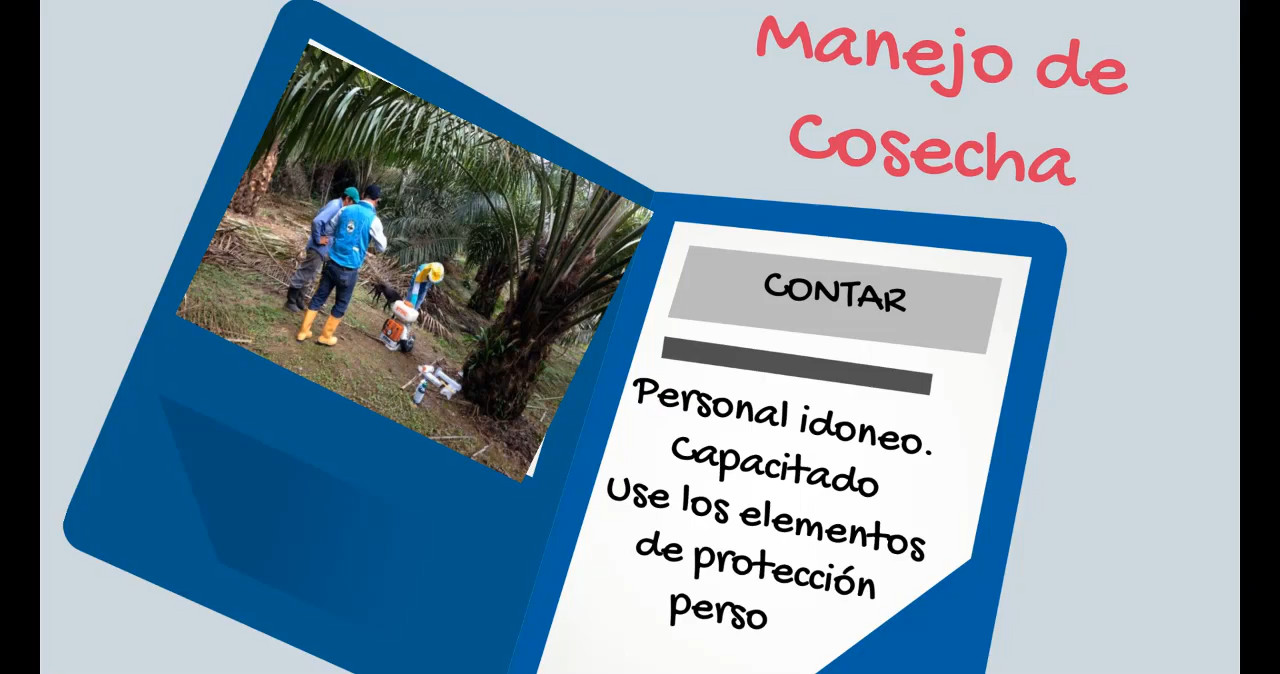 Manejo de
Cosecha
CONTAR
Personal idoneo.
Capacitado
Use los elementos
de protección
perso